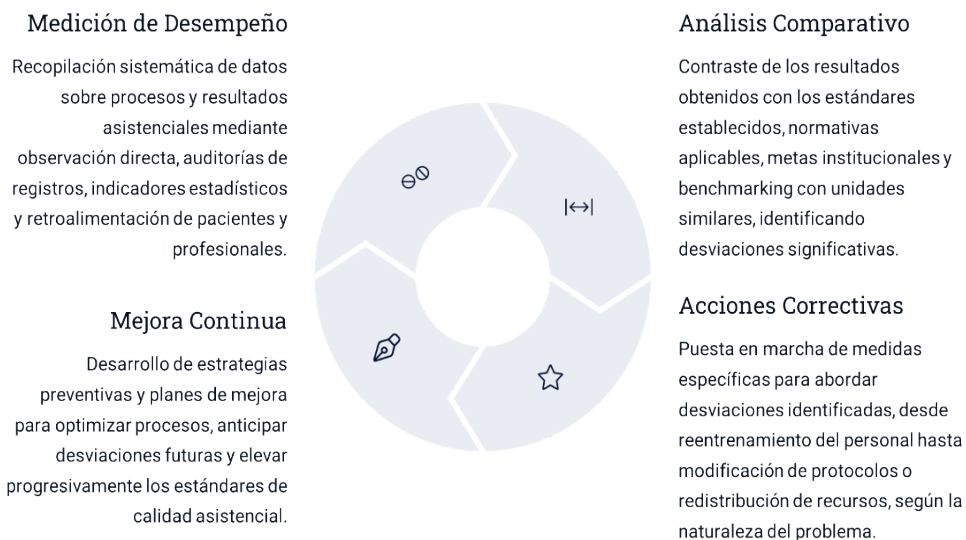 Medición de Desempeño
Recopilación sistemática de datos
sobre procesos y resultados
asistenciales mediante
observación directa, auditorías de
registros, indicadores estadísticos
y retroalimentación de pacientes y
profesionales.
Análisis Comparativo
Contraste de los resultados
obtenidos con los estándares
establecidos, normativas
aplicables, metas institucionales y
benchmarking con unidades
similares, identificando
desviaciones significativas.
Acciones Correctivas
Puesta en marcha de medidas
específicas para abordar
desviaciones identificadas, desde
reentrenamiento del personal hasta
modificación de protocolos o
redistribución de recursos, según la
naturaleza del problema.
Mejora Continua
Desarrollo de estrategias
preventivas y planes de mejora
para optimizar procesos, anticipar
desviaciones futuras y elevar
progresivamente los estándares de
calidad asistencial.